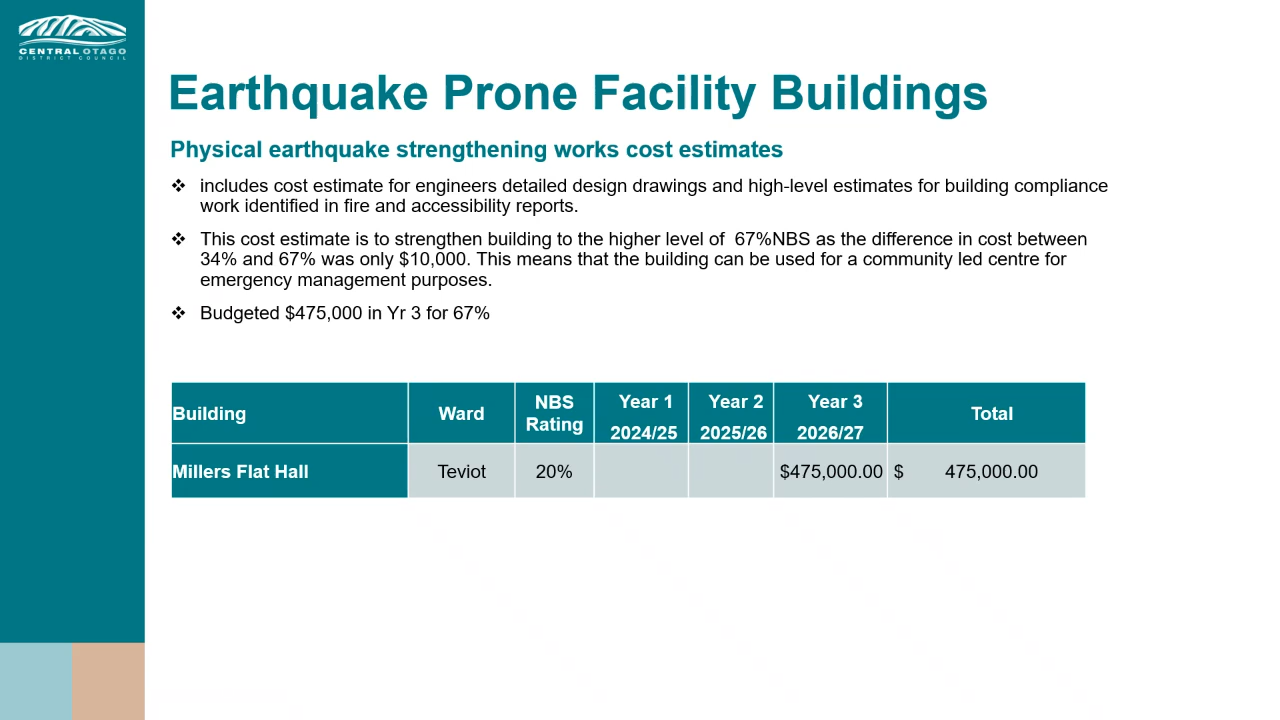 CENTRAL OTAGO
DISTRICT COUNCIL
Earthquake Prone Facility Buildings
Physical earthquake strengthening works cost estimates
❖ includes cost estimate for engineers detailed design drawings and high-level estimates for building compliance
work identified in fire and accessibility reports.
❖ This cost estimate is to strengthen building to the higher level of 67%NBS as the difference in cost between
34% and 67% was only $10,000. This means that the building can be used for a community led centre for
emergency management purposes.
❖ Budgeted $475,000 in Yr 3 for 67%
Building Ward NBS Rating Year 1 2024/25 Year 2 2025/26 Year 3 2026/27 Total
Millers Flat Hall Teviot 20% $475,000.00 $ 475,000.00